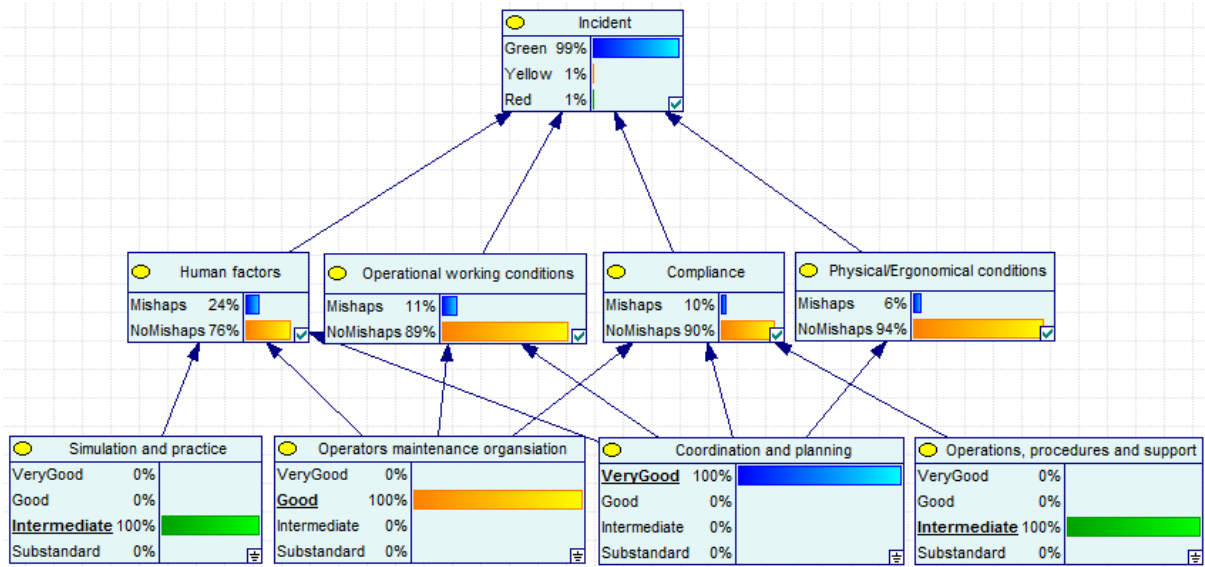 Incident
Green 99%
Yellow 1%
Red 1%
Human factors
Mishaps 24%
NoMishaps 76%
Operational working conditions
Mishaps 11%
NoMishaps 89%
Compliance
Mishaps 10%
NoMishaps 90%
Physical/Ergonomical conditions
Mishaps 6%
NoMishaps 94%
Simulation and practice
VeryGood 0%
Good 0%
Intermediate 100%
Substandard 0%
Operators maintenance organsiation
VeryGood 0%
Good 100%
Intermediate 0%
Substandard 0%
Coordination and planning
VeryGood 100%
Good 0%
Intermediate 0%
Substandard 0%
Operations, procedures and support
VeryGood 0%
Good 0%
Intermediate 100%
Substandard 0%